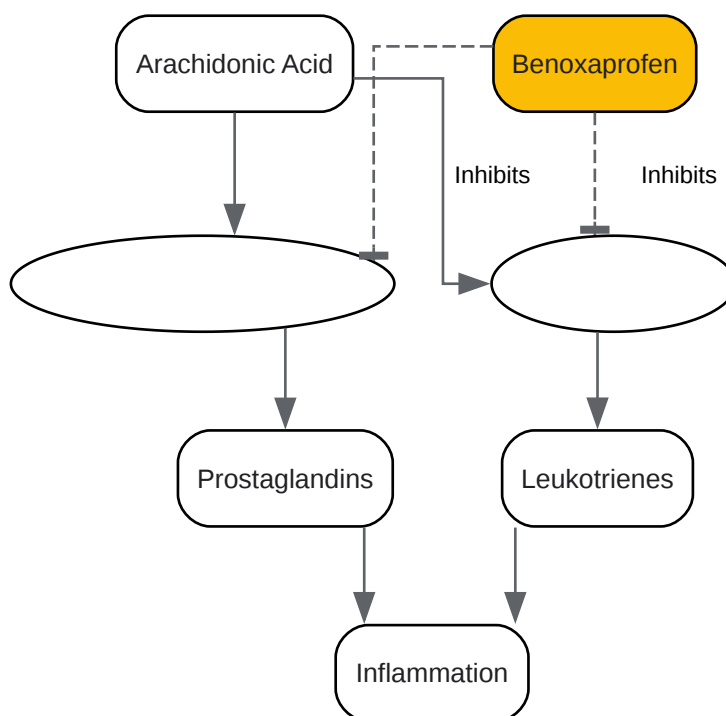 Arachidonic Acid
Benoxaprofen
Inhibits
Inhibits
Prostaglandins
Leukotrienes
Inflammation